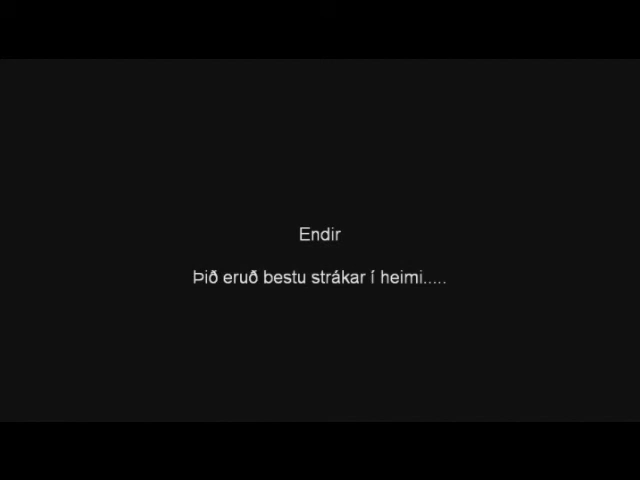 Endir
Þið eruð bestu strákar í heimi.....